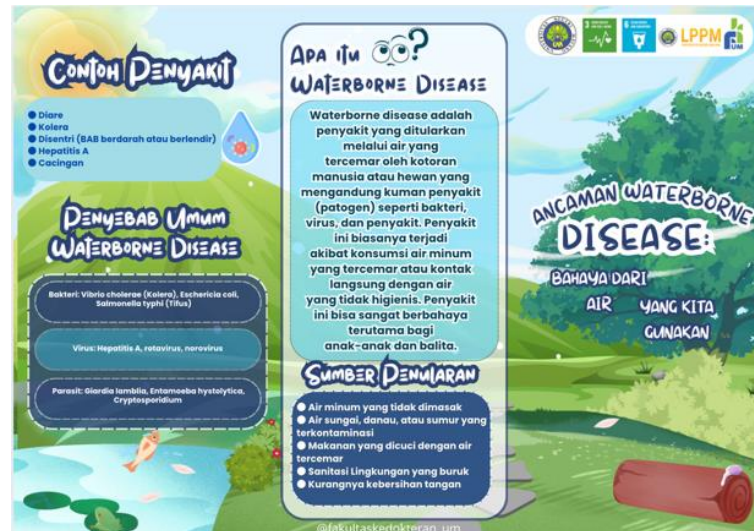 CONTOH PENYAKIT
Diare
Kolera
Disentri (BAB berdarah atau berlendir)
Hepatitis A
Cacingan
PENYEBAB UMUM
WATERBORNE DISEASE
Bakteri: Vibrio cholerae (Kolera), Eschericia coli,
Salmonella typhi (Tifus)
Virus: Hepatitis A, rotavirus, norovirus
Parasit: Giardia lamblia, Entamoeba hystolytica,
Cryptosporidium
APA ITU ?
WATERBORNE DISEASE
Waterborne disease adalah
penyakit yang ditularkan
melalui air yang
tercemar oleh kotoran
manusia atau hewan yang
mengandung kuman penyakit
(patogen) seperti bakteri,
virus, dan penyakit. Penyakit
ini biasanya terjadi
akibat konsumsi air minum
yang tercemar atau kontak
langsung dengan air
yang tidak higienis. Penyakit
ini bisa sangat berbahaya
terutama bagi
anak-anak dan balita.
SUMBER PENULARAN
Air minum yang tidak dimasak
Air sungai, danau, atau sumur yang
terkontaminasi
Makanan yang dicuci dengan air
tercemar
Sanitasi Lingkungan yang buruk
Kurangnya kebersihan tangan
@fakultaskedokteran_um
3
6
LPPM
UM
ANCAMAN WATERBORNE
DISEASE:
BAHAYA DARI
AIR YANG KITA
GUNAKAN